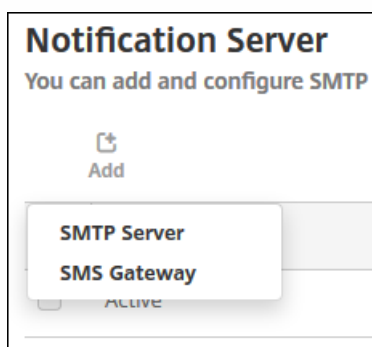 Notification Server
You can add and configure SMTP
Add
SMTP Server
SMS Gateway
Active